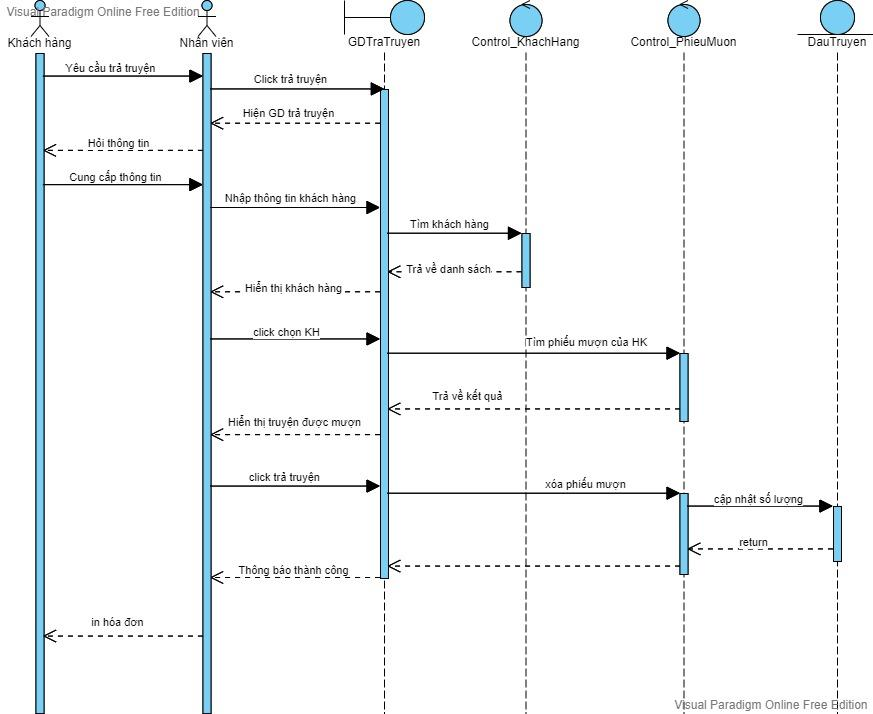 Visual Paradigm Online Free Edition
Khách hàng
Nhân viên
GDTraTruyen
Control_KhachHang
Control_PhieuMuon
DauTruyen
Yêu cầu trả truyện
Click trả truyện
Hiện GD trả truyện
Hỏi thông tin
Cung cấp thông tin
Nhập thông tin khách hàng
Tìm khách hàng
Trả về danh sách
Hiển thị khách hàng
click chọn KH
Tìm phiếu mượn của HK
Trả về kết quả
Hiển thị truyện được mượn
click trả truyện
xóa phiếu mượn
cập nhật số lượng
return
Thông báo thành công
in hóa đơn
Visual Paradigm Online Free Edition